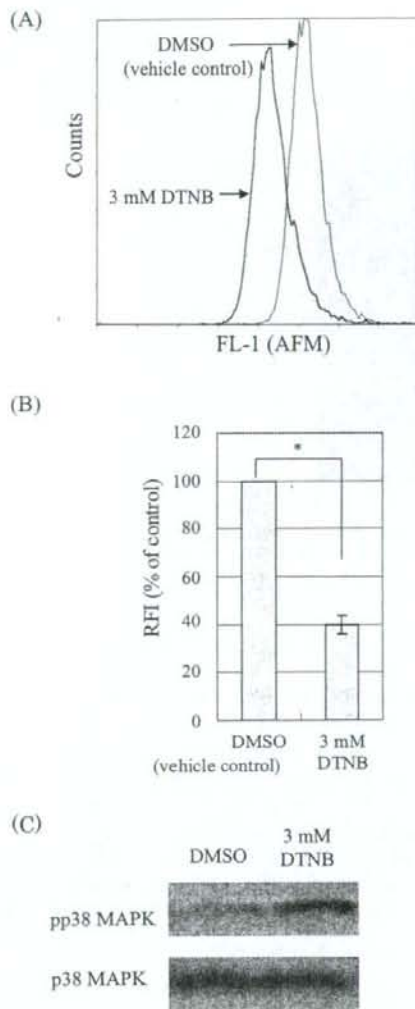 (A)
DMSO
(vehicle control)
3 mM DTNB
Counts
FL-1 (AFM)
(B)
120
100
80
60
40
20
0
RFI (% of control)
*
DMSO
(vehicle control)
3 mM
DTNB
(C)
DMSO
3 mM
DTNB
pp38 MAPK
p38 MAPK